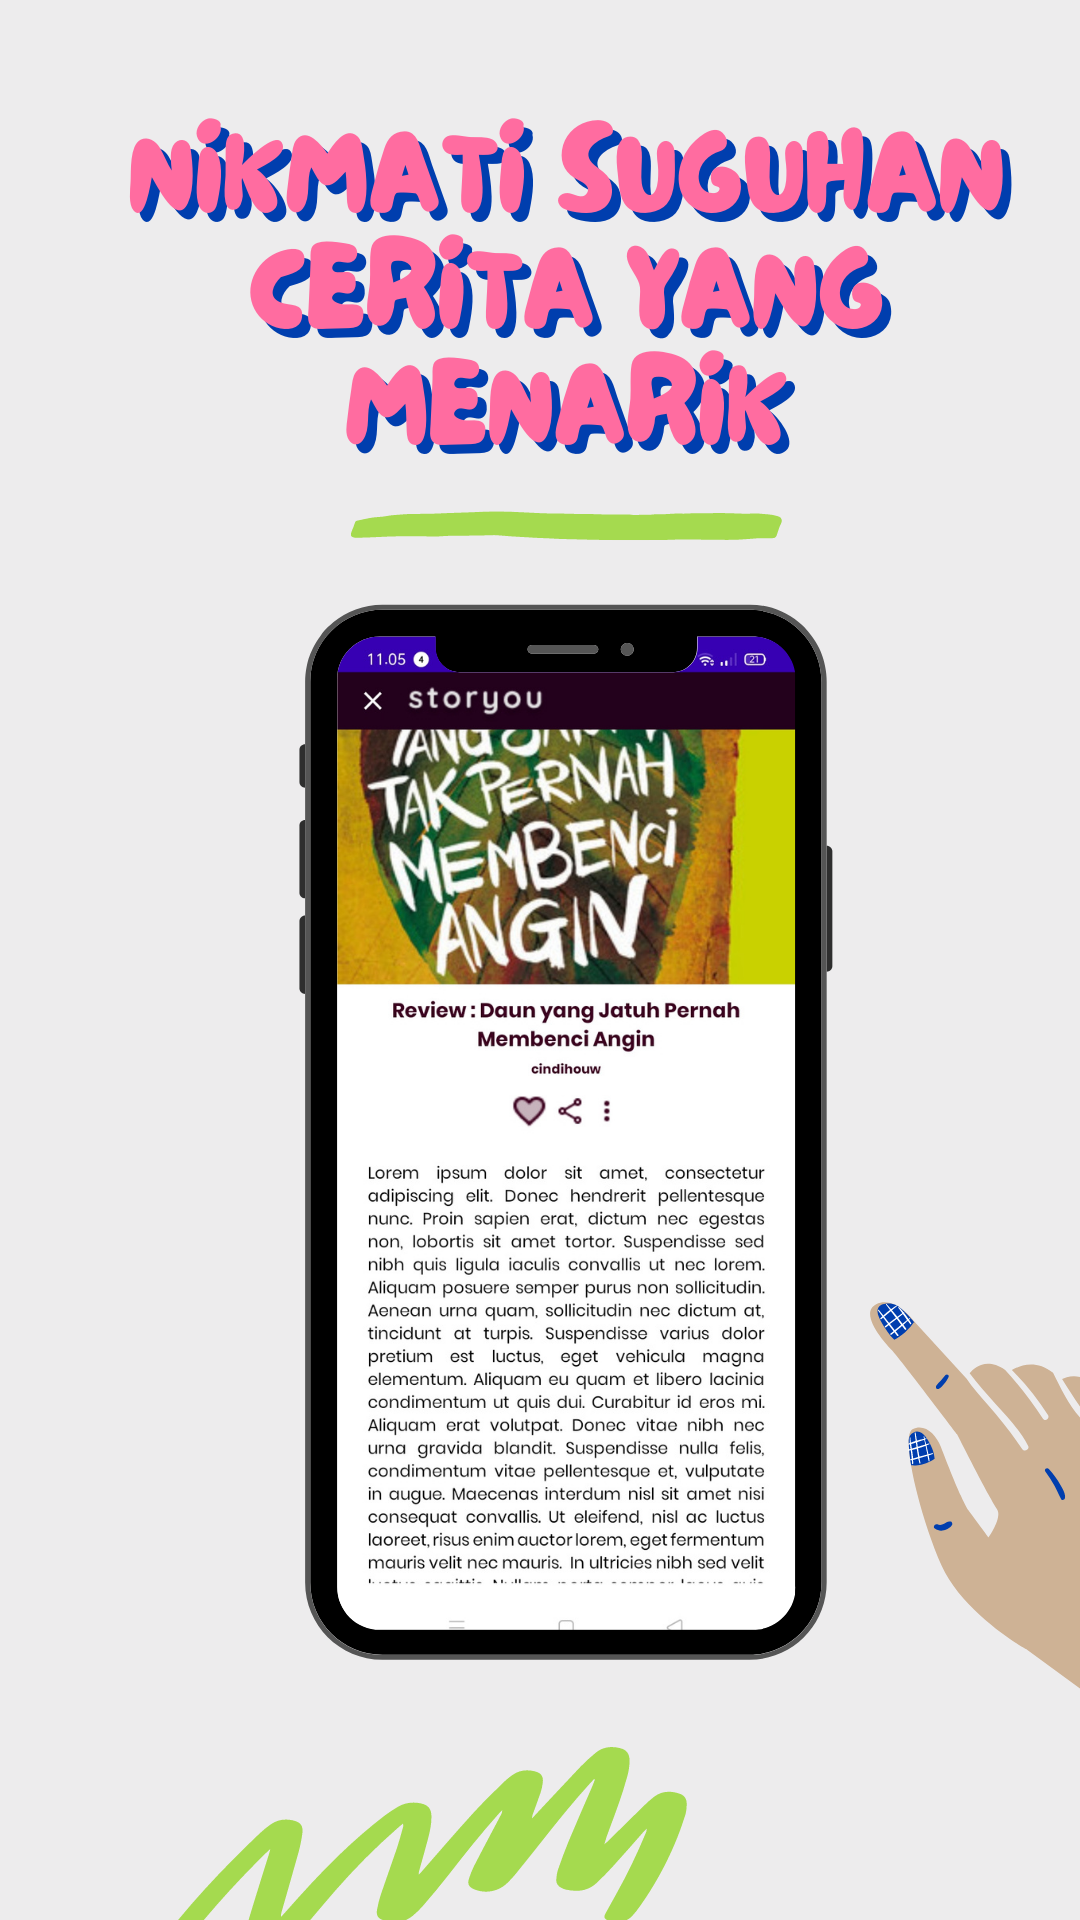 NiKMATi SUGUHAN
CERiTA YANG
MENARiK
11.05 4
21
storyou
YANG
TAK PERNAH
MEMBENCi
ANGIN
Review : Daun yang Jatuh Pernah
Membenci Angin
cindihouw
Lorem ipsum dolor sit amet, consectetur
adipiscing elit. Donec hendrerit pellentesque
nunc. Proin sapien erat, dictum nec egestas
non, lobortis sit amet tortor. Suspendisse sed
nibh quis ligula iaculis convallis ut nec lorem.
Aliquam posuere semper purus non sollicitudin.
Aenean urna quam, sollicitudin nec dictum at,
tincidunt at turpis. Suspendisse varius dolor
pretium est luctus, eget vehicula magna
elementum. Aliquam eu quam et libero lacinia
condimentum ut quis dui. Curabitur id eros mi.
Aliquam erat volutpat. Donec vitae nibh nec
urna gravida blandit. Suspendisse nulla felis,
condimentum vitae pellentesque et, vulputate
in augue. Maecenas interdum nisl sit amet nisi
consequat convallis. Ut eleifend, nisl ac luctus
laoreet, risus enim auctor lorem, eget fermentum
mauris velit nec mauris. In ultricies nibh sed velit